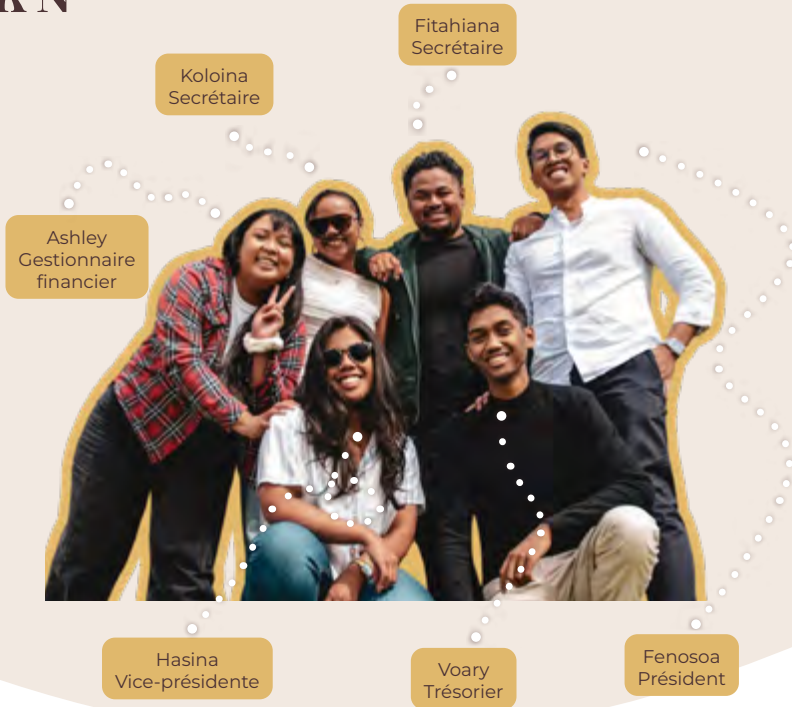 Fitahiana
Secrétaire
Koloina
Secrétaire
Ashley
Gestionnaire
financier
Hasina
Vice-présidente
Voary
Trésorier
Fenosoa
Président